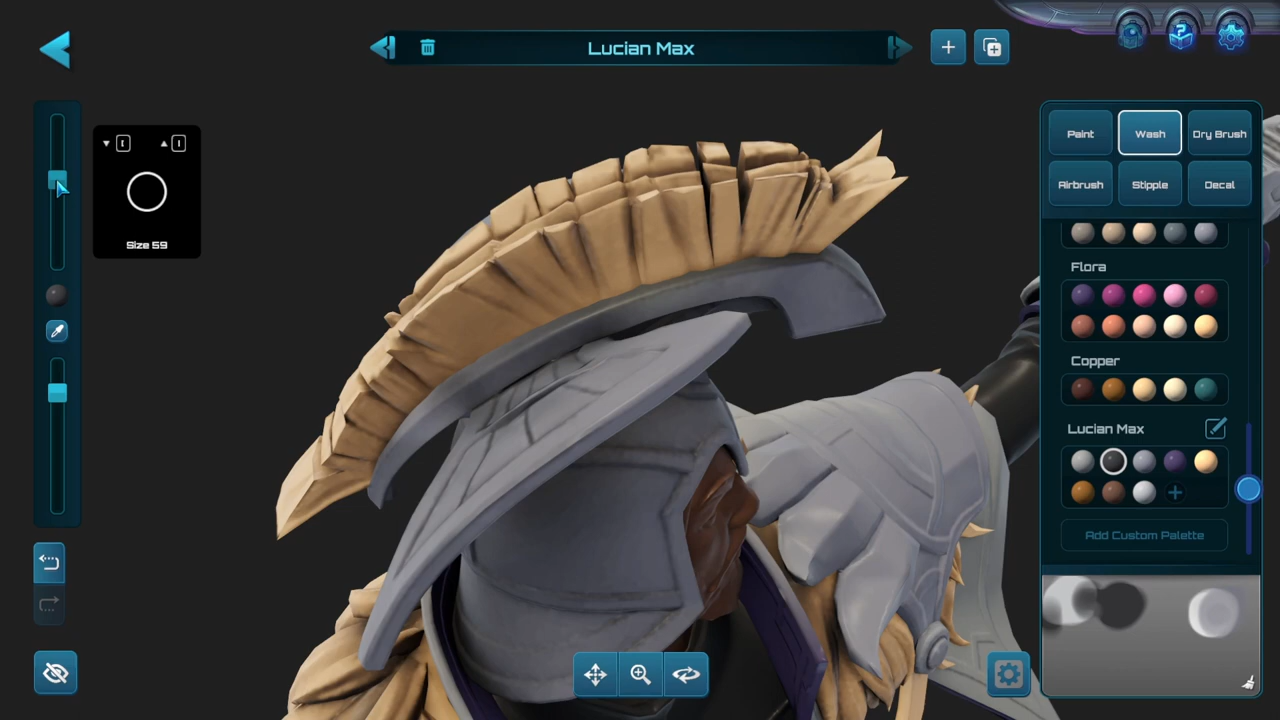 Lucian Max
Size 59
Paint
Wash
Dry Brush
Airbrush
Stipple
Decal
Flora
Copper
Lucian Max
Add Custom Palette